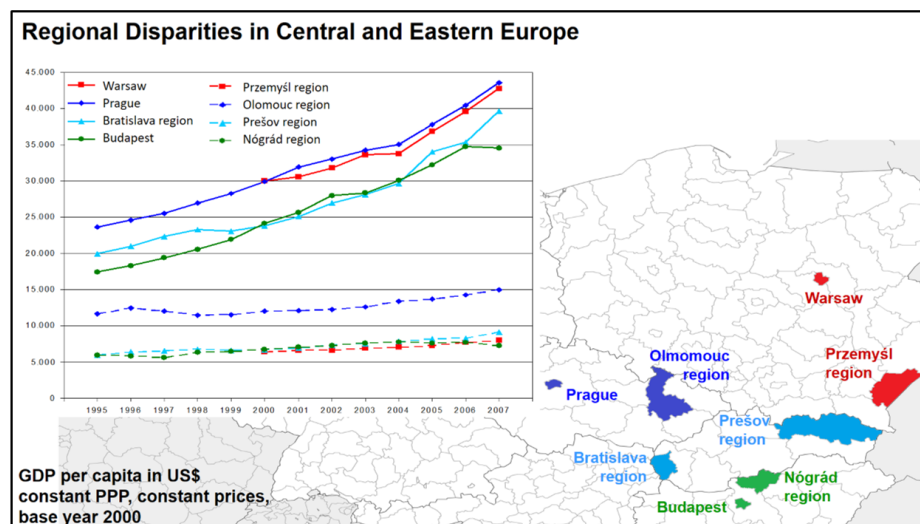 Regional Disparities in Central and Eastern Europe
45.000
40.000
35.000
30.000
25.000
20.000
15.000
10.000
5.000
0
Warsaw
Prague
Bratislava region
Budapest
Przemyśl region
Olomouc region
Prešov region
Nógrád region
1995 1996 1997 1998 1999 2000 2001 2002 2003 2004 2005 2006 2007
GDP per capita in US$
constant PPP, constant prices,
base year 2000
Warsaw
Olmomouc
region
Przemyśl
region
Prague
Prešov
region
Bratislava
region
Nógrád
region
Budapest